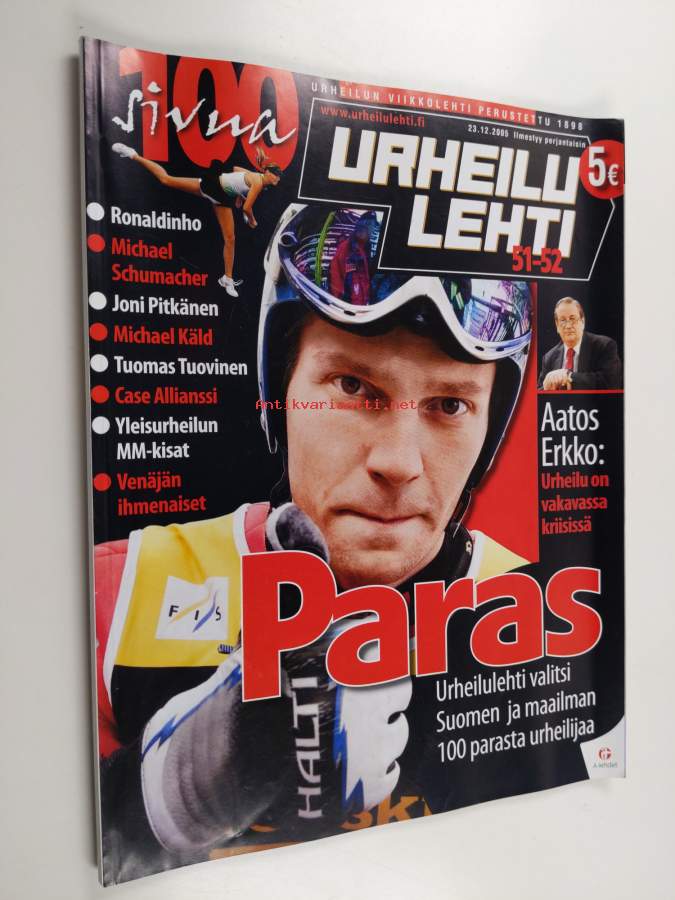 100
sivua
URHEILUN VIIKKOLEHTI PERUSTETTU 1898
www.urheilulehti.fi
23.12.2005 Ilmestyy perjantaisin
URHEILU
LEHTI
51-52
5€
Ronaldinho
Michael
Schumacher
Joni Pitkänen
Michael Käld
Tuomas Tuovinen
Case Allianssi
Yleisurheilun
MM-kisat
Venäjän
ihmenaiset
Antikvariaatti.net
Aatos
Erkko:
Urheilu on
vakavassa
kriisissä
FIS
Paras
Urheilulehti valitsi
Suomen ja maailman
100 parasta urheilijaa
HALTI
A-lehdet